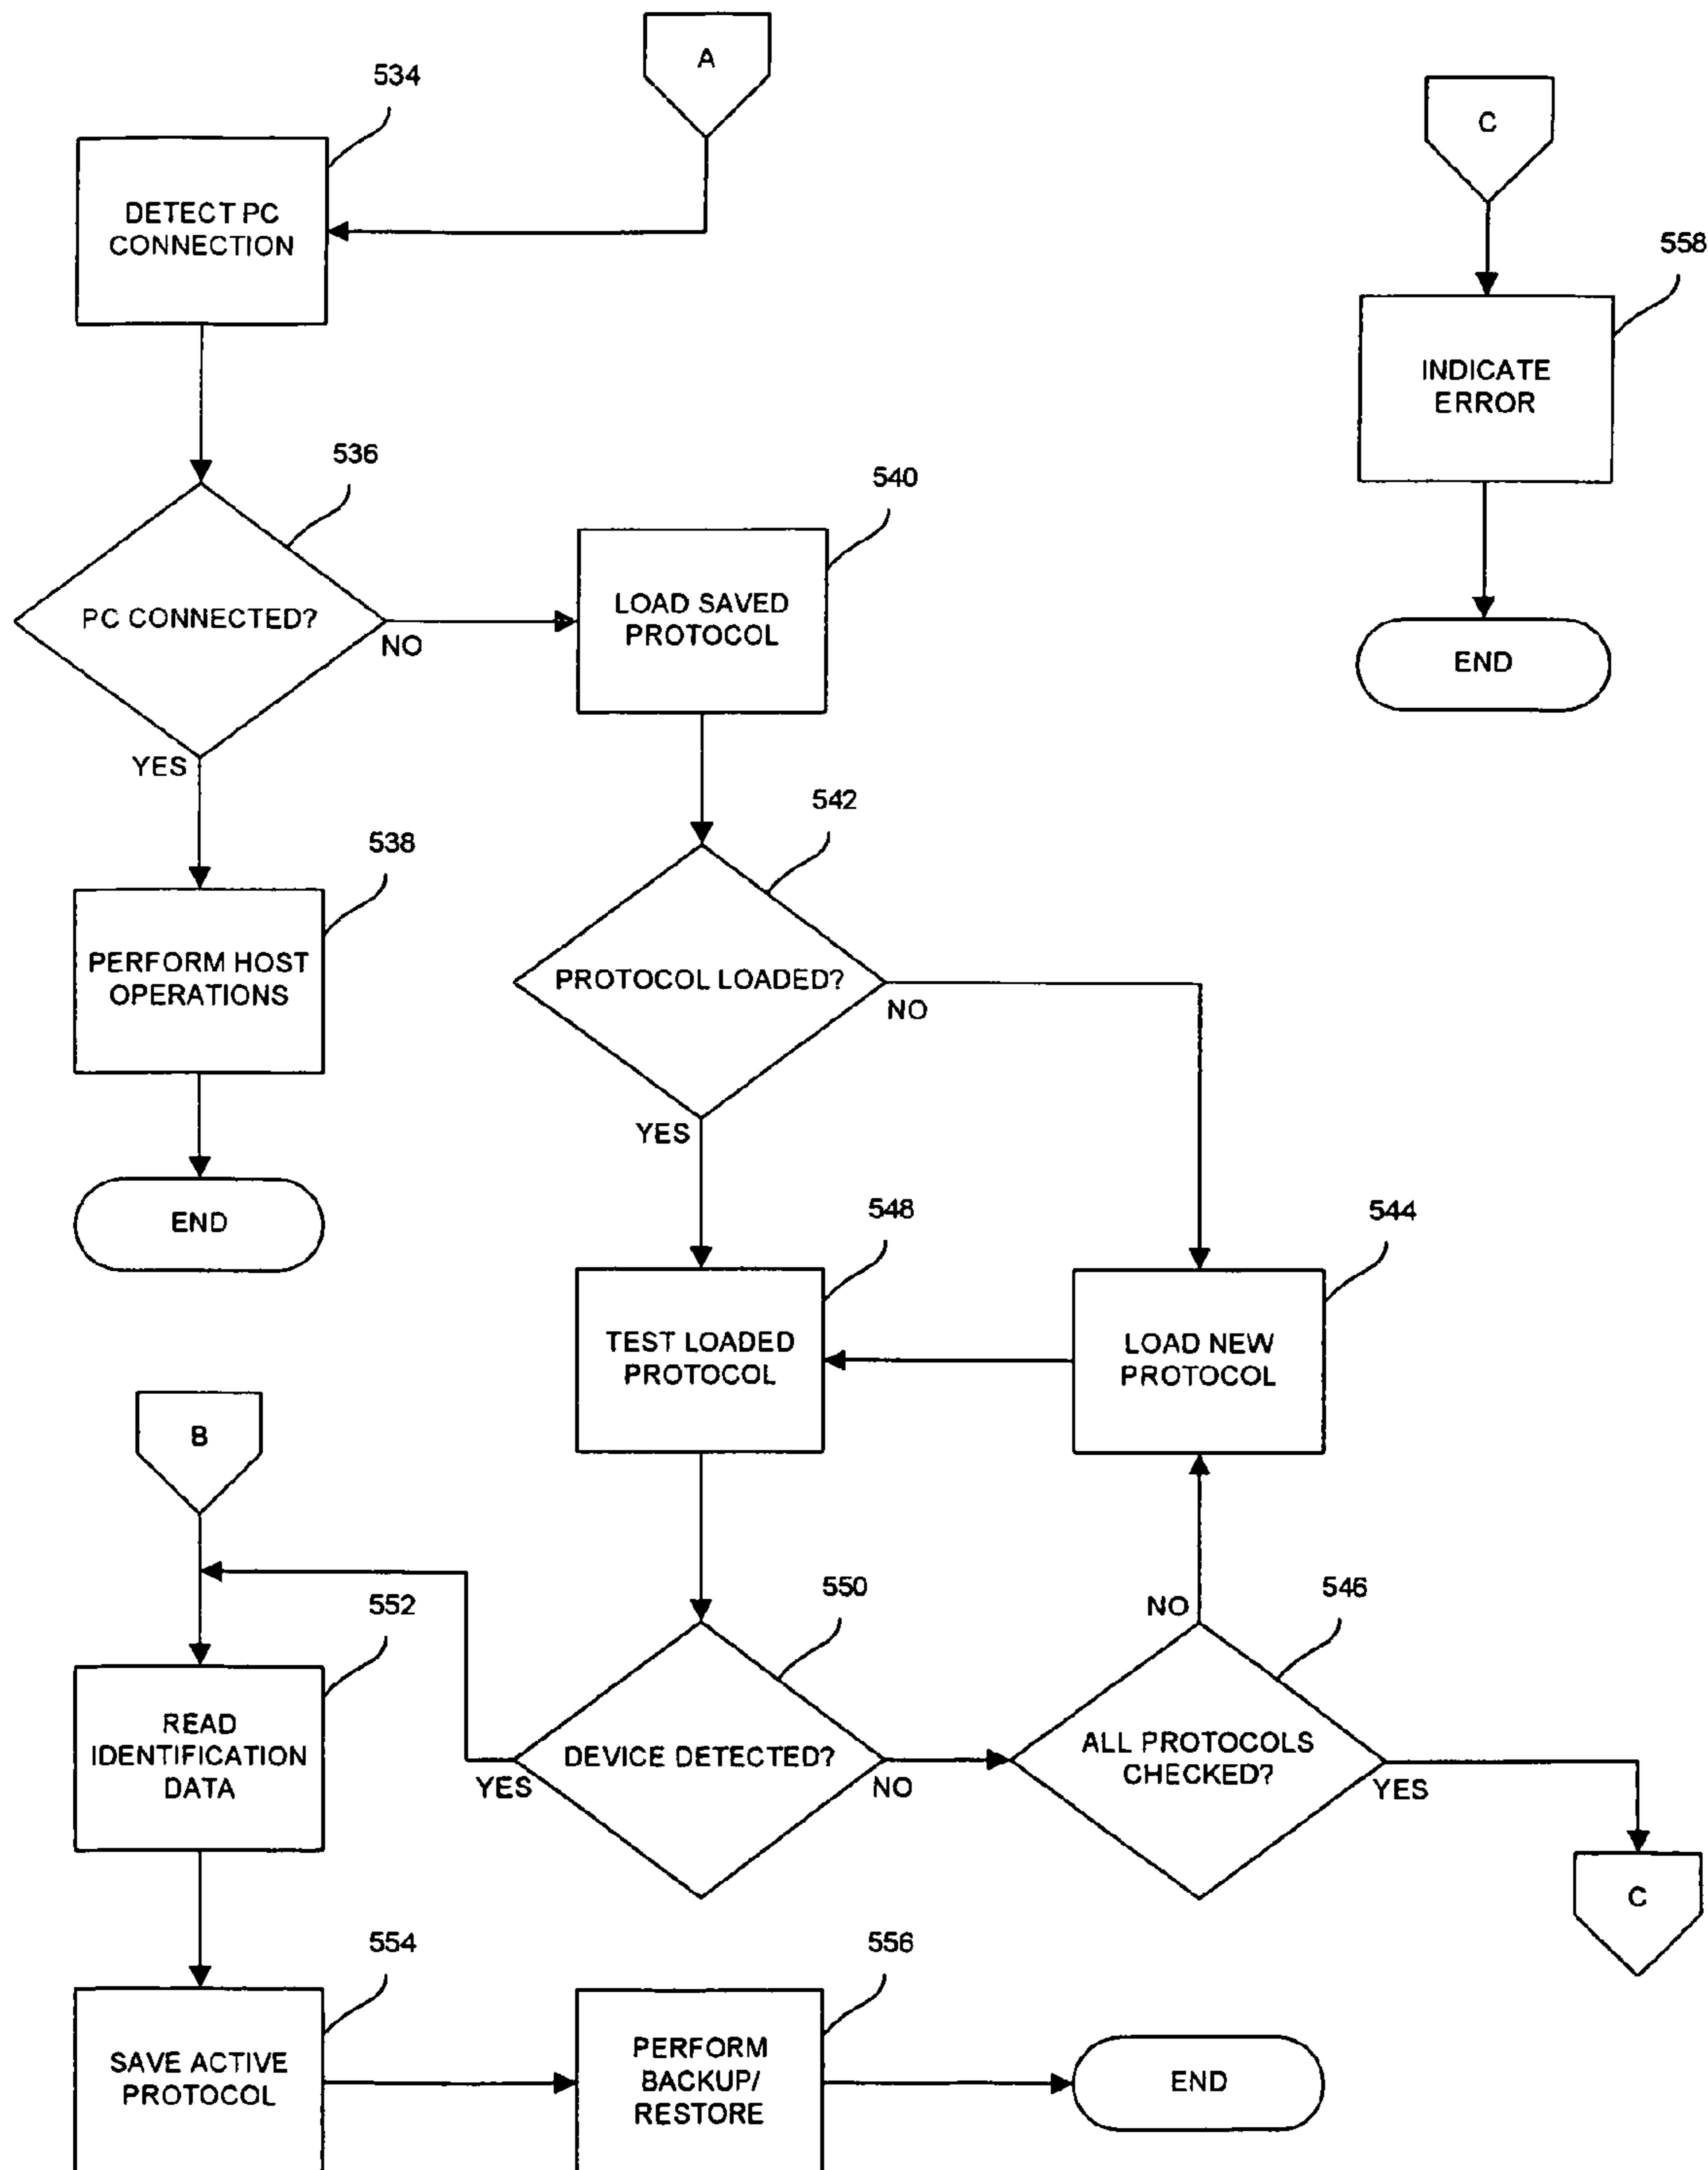 A
534
DETECT PC
CONNECTION
C
558
INDICATE
ERROR
END
536
PC CONNECTED?
NO
YES
540
LOAD SAVED
PROTOCOL
542
PROTOCOL LOADED?
NO
YES
538
PERFORM HOST
OPERATIONS
END
548
TEST LOADED
PROTOCOL
544
LOAD NEW
PROTOCOL
B
552
READ
IDENTIFICATION
DATA
550
DEVICE DETECTED?
YES
NO
546
NO
ALL PROTOCOLS
CHECKED?
YES
C
554
SAVE ACTIVE
PROTOCOL
556
PERFORM
BACKUP/
RESTORE
END